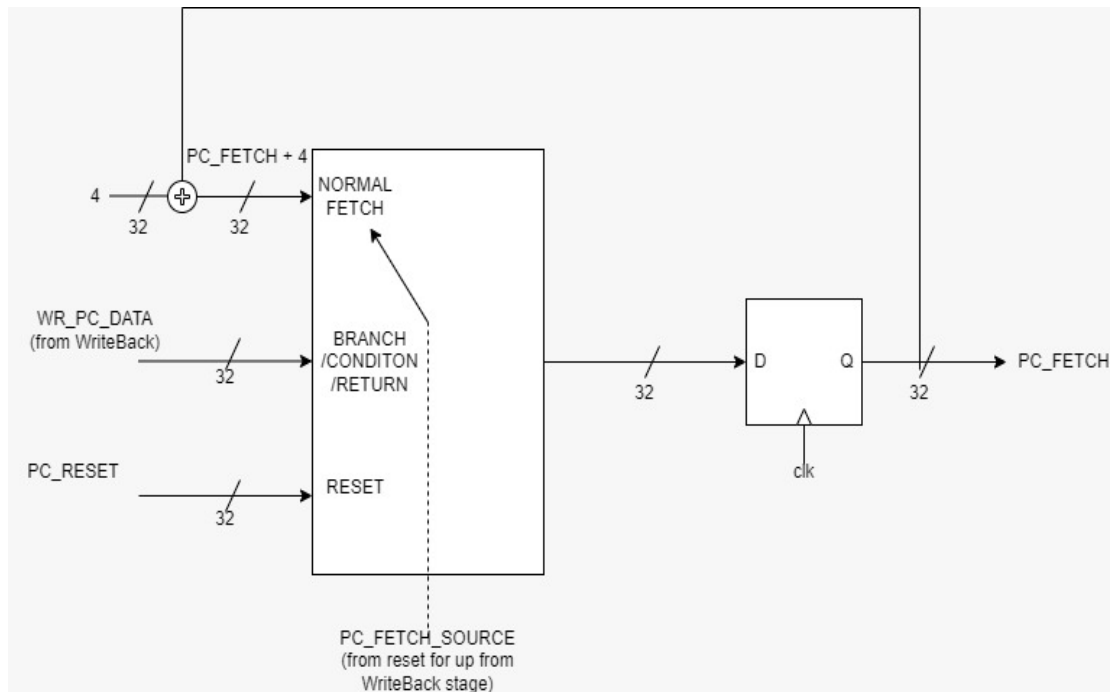 PC_FETCH + 4
4
32
32
NORMAL
FETCH
WR_PC_DATA
(from WriteBack)
32
BRANCH
/CONDITON
/RETURN
32
D
Q
32
PC_FETCH
clk
PC_RESET
32
RESET
PC_FETCH_SOURCE
(from reset for up from
WriteBack stage)